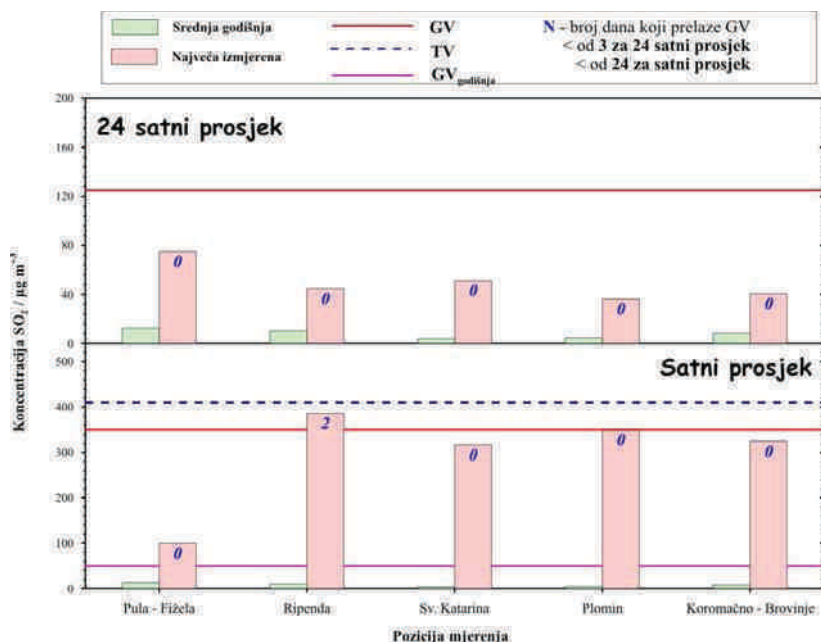 Srednja godišnja
Najveća izmjerena
GV
TV
GVgodišnja
N - broj dana koji prelaze GV
< od 3 za 24 satni prosjek
< od 24 za satni prosjek
Koncentracija SO2 / µg m−3
24 satni prosjek
200
160
120
80
40
0
0
0
0
0
0
Satni prosjek
500
400
300
200
100
0
0
2
0
0
0
Pula - Fižela
Ripenda
Sv. Katarina
Plomin
Koromačno - Brovinje
Pozicija mjerenja